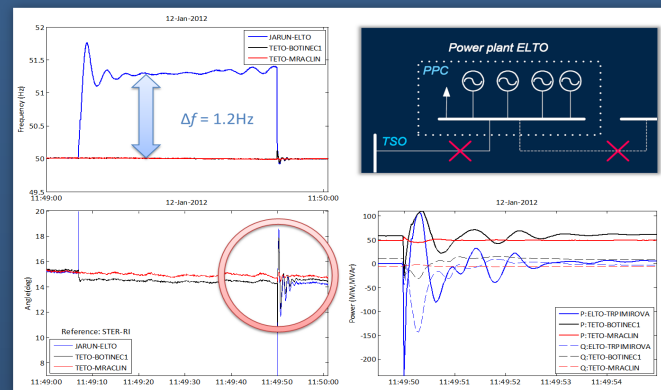 12-Jan-2012
52
51.5
51
50.5
50
49.5
Frequency (Hz)
JARUN-ELTO
TETO-BOTINEC1
TETO-MRACLIN
Δf = 1.2Hz
11:49:00
11:50:00
Power plant ELTO
PPC
TSO
12-Jan-2012
20
18
16
14
12
10
8
Angle(deg)
Reference: STER-RI
JARUN-ELTO
TETO-BOTINEC1
TETO-MRACLIN
11:49:00
11:49:10
11:49:20
11:49:30
11:49:40
11:49:50
11:50:00
12-Jan-2012
100
50
0
-50
-100
-150
-200
Power (MW/MVAr)
P:ELTO-TRPIMIROVA
P:TETO-BOTINEC1
P:TETO-MRACLIN
Q:ELTO-TRPIMIROVA
Q:TETO-BOTINEC1
Q:TETO-MRACLIN
11:49:50
11:49:51
11:49:52
11:49:53
11:49:54